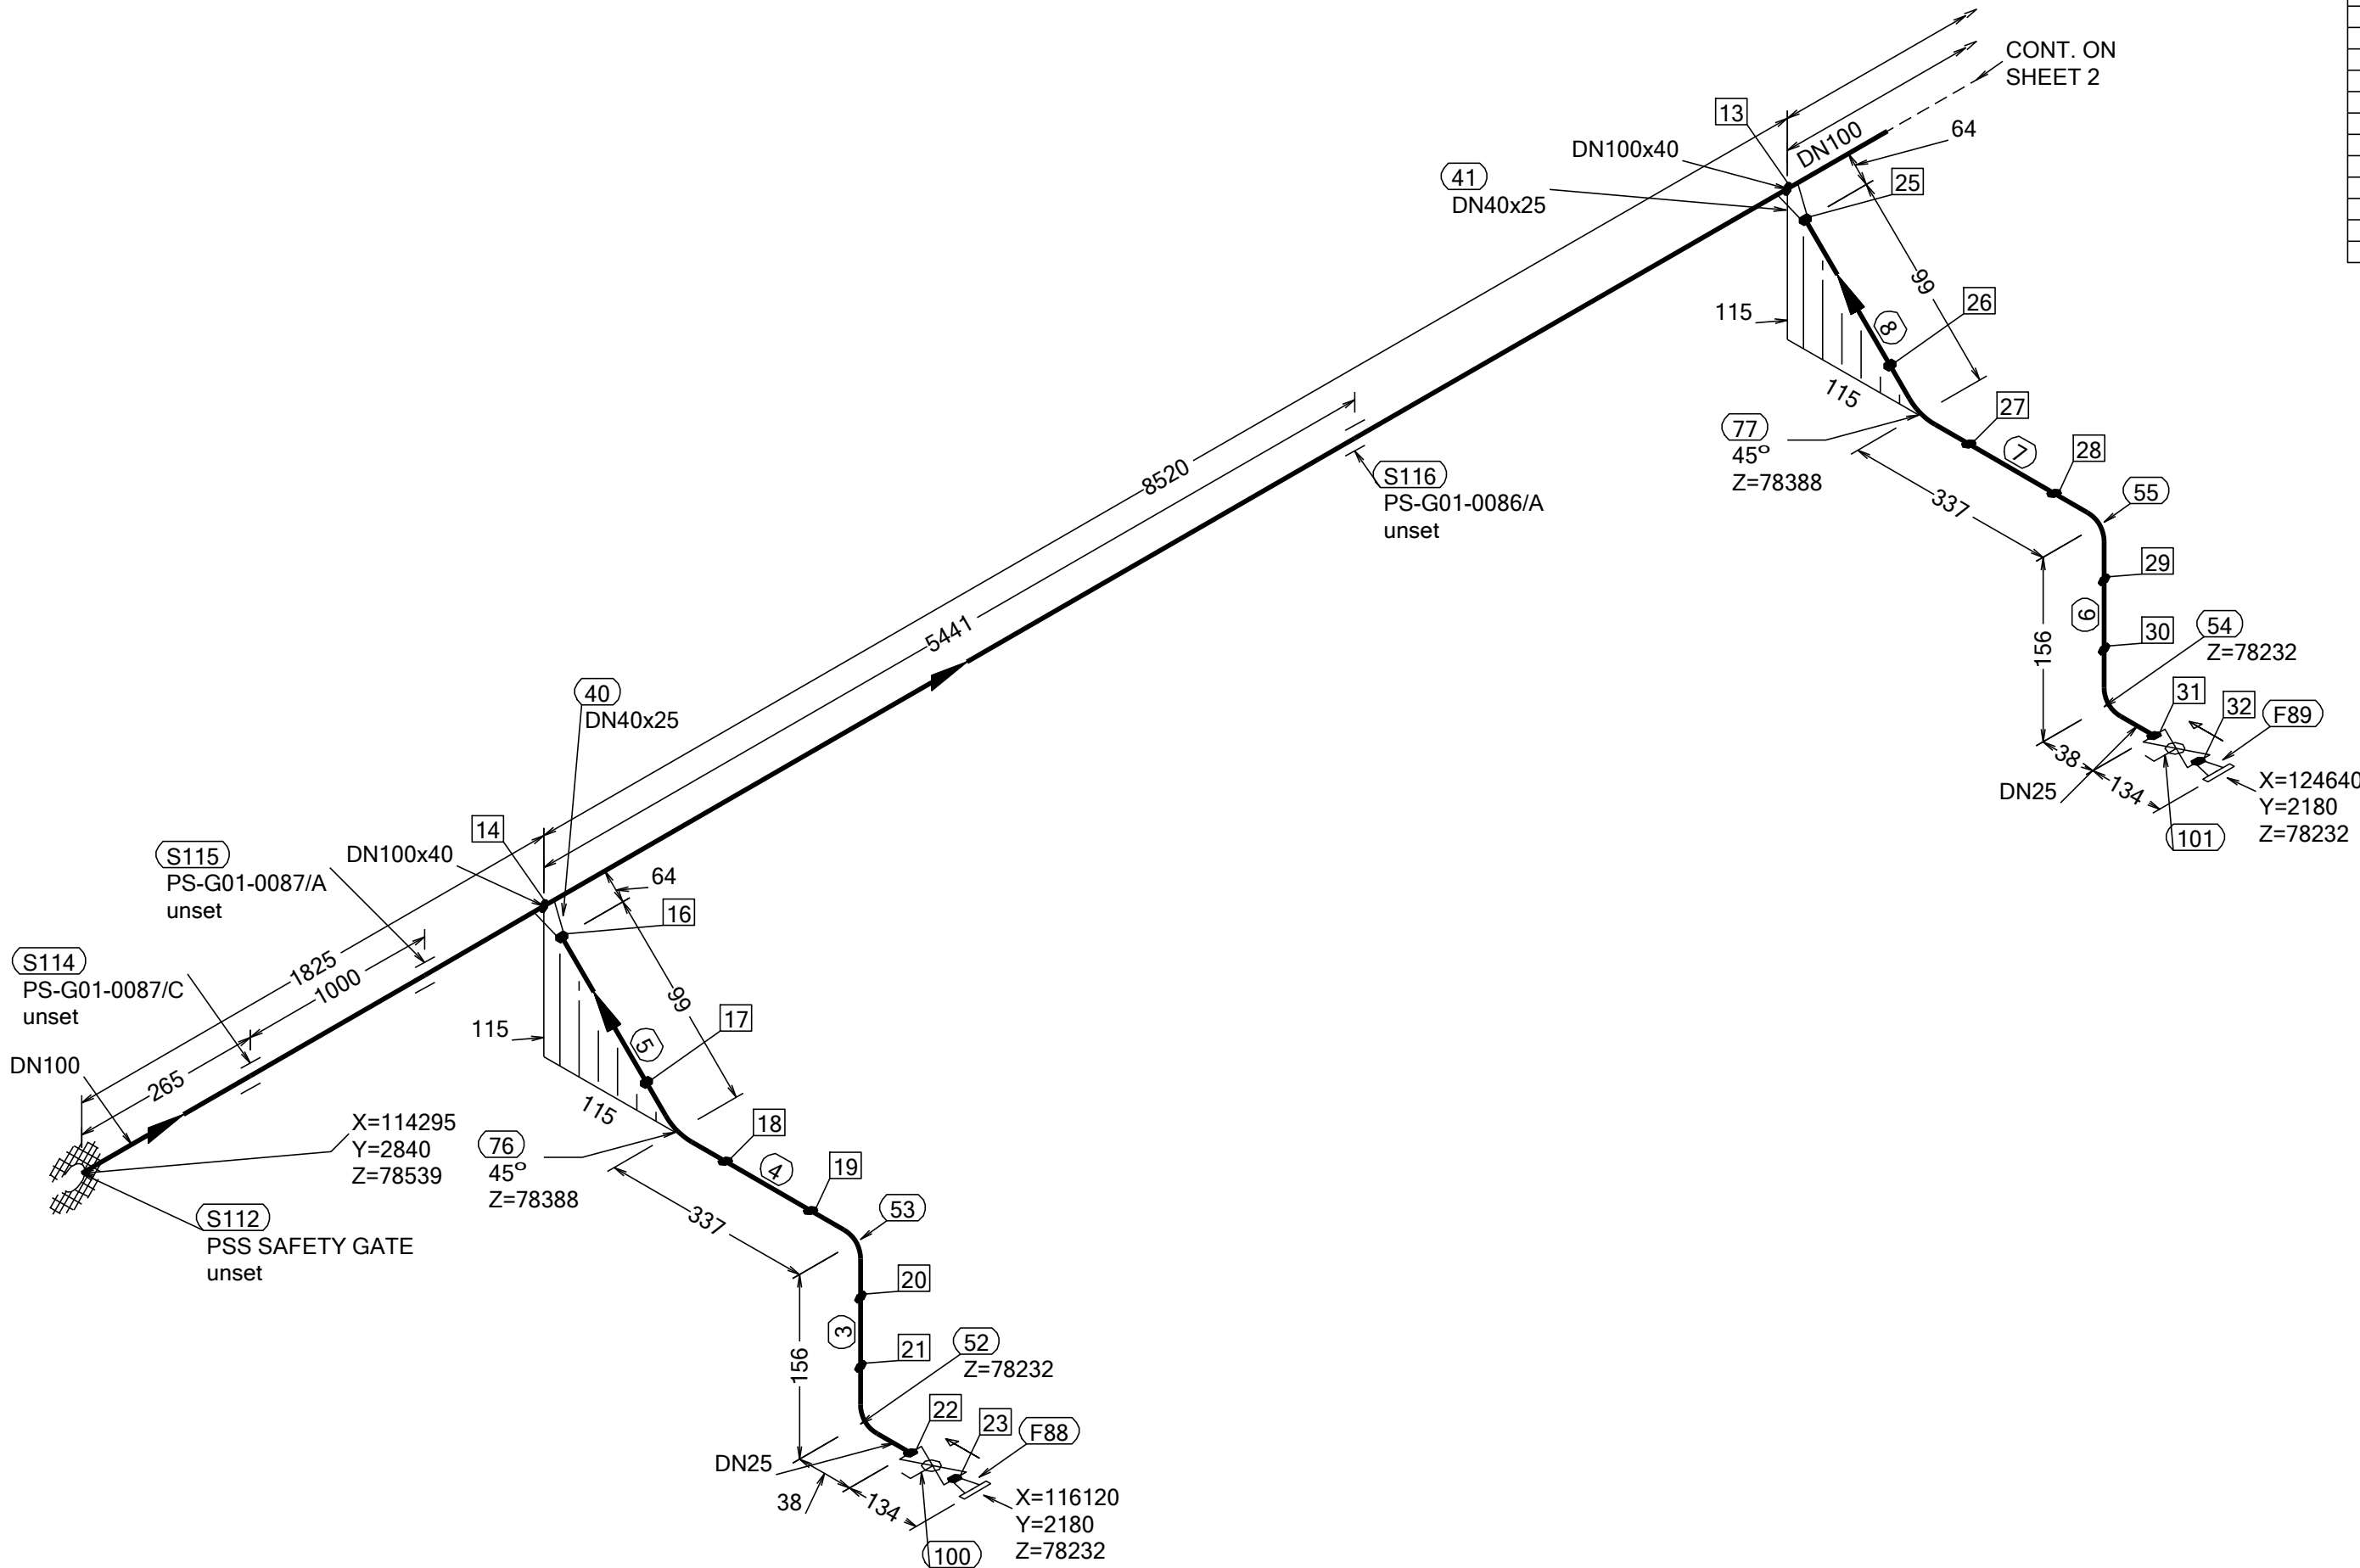 CONT. ON
SHEET 2
13
DN100
64
DN100x40
41
DN40x25
25
99
115
26
8
115
27
77
45°
Z=78388
7
28
337
55
8520
S116
PS-G01-0086/A
unset
29
6
156
30
54
Z=78232
5441
31
32
F89
40
DN40x25
38
134
DN25
X=124640
Y=2180
Z=78232
101
14
DN100x40
S115
PS-G01-0087/A
unset
64
16
1825
1000
S114
PS-G01-0087/C
unset
99
17
115
5
DN100
265
115
X=114295
Y=2840
Z=78539
18
76
45°
Z=78388
4
19
337
53
S112
PSS SAFETY GATE
unset
20
3
156
21
52
Z=78232
22
23
F88
DN25
38
134
X=116120
Y=2180
Z=78232
100